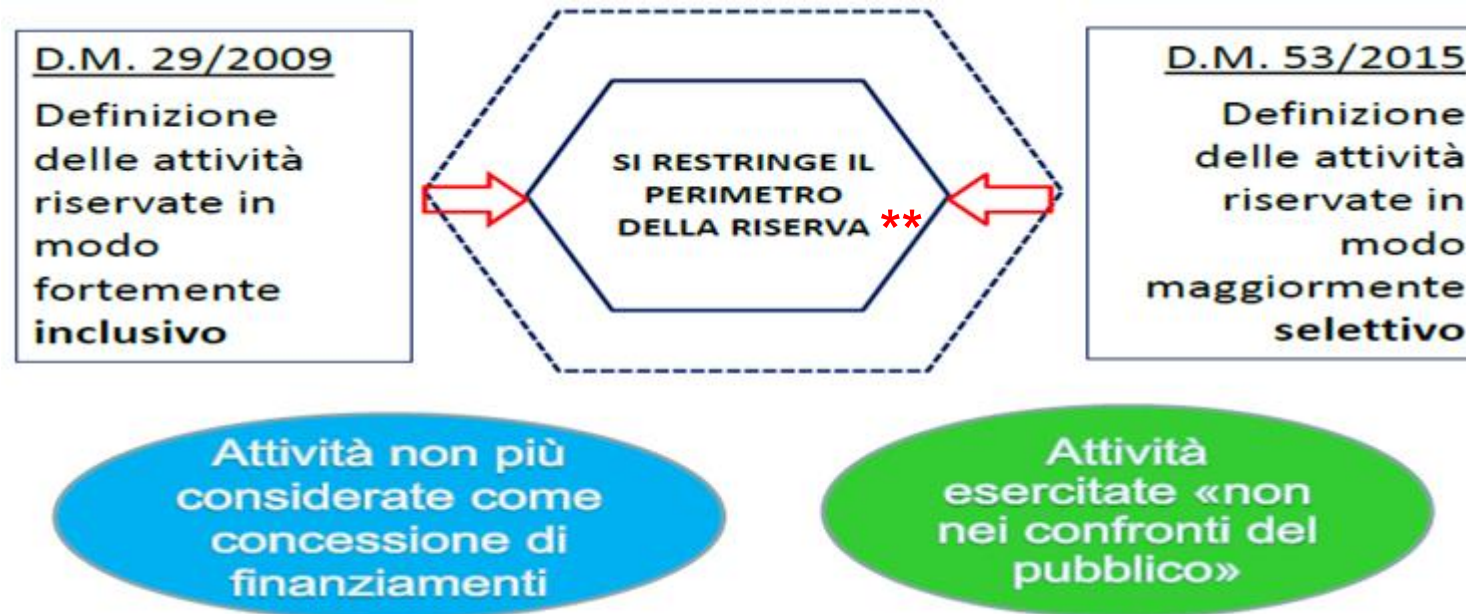 D.M. 29/2009
Definizione
delle attività
riservate in
modo
fortemente
inclusivo
SI RESTRINGE IL
PERIMETRO
DELLA RISERVA **
D.M. 53/2015
Definizione
delle attività
riservate in
modo
maggiormente
selettivo
Attività non più
considerate come
concessione di
finanziamenti
Attività
esercitate «non
nei confronti del
pubblico»